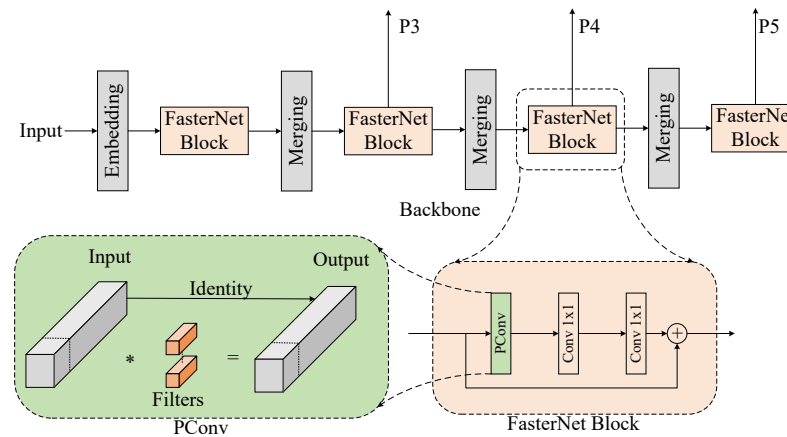 P3
P4
P5
Input
Embedding
FasterNet
Block
Merging
FasterNet
Block
Merging
FasterNet
Block
Merging
FasterNet
Block
Backbone
Input
Output
Identity
*
=
Filters
PConv
PConv
Conv 1x1
Conv 1x1
+
FasterNet Block